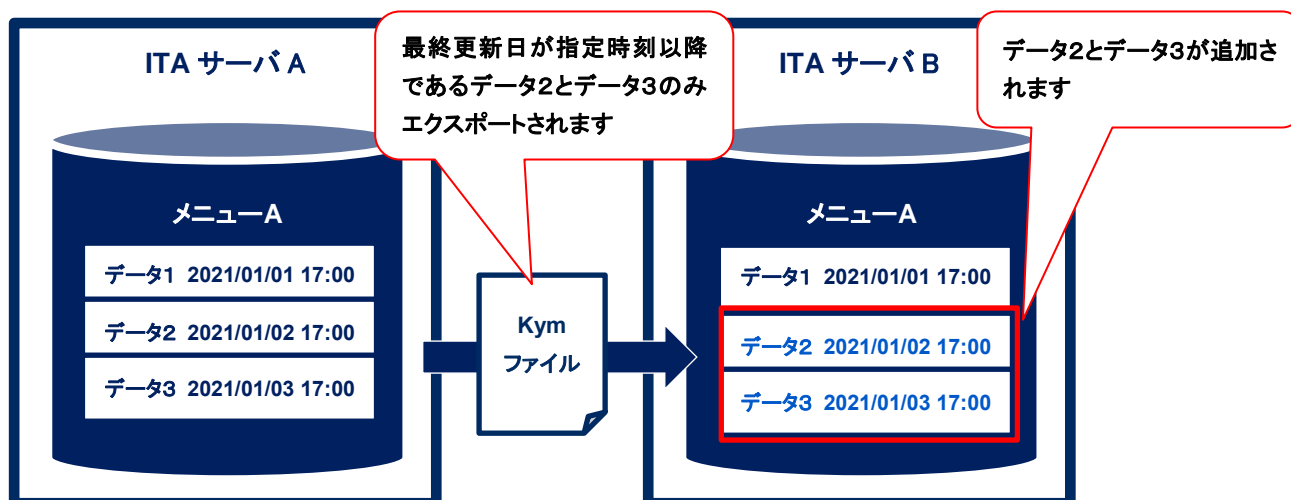 ITA サーバ A
最終更新日が指定時刻以降
であるデータ2とデータ3のみ
エクスポートされます
ITA サーバ B
データ2とデータ3が追加さ
れます
メニューA
データ1 2021/01/01 17:00
データ2 2021/01/02 17:00
データ3 2021/01/03 17:00
Kym
ファイル
メニューA
データ1 2021/01/01 17:00
データ2 2021/01/02 17:00
データ3 2021/01/03 17:00